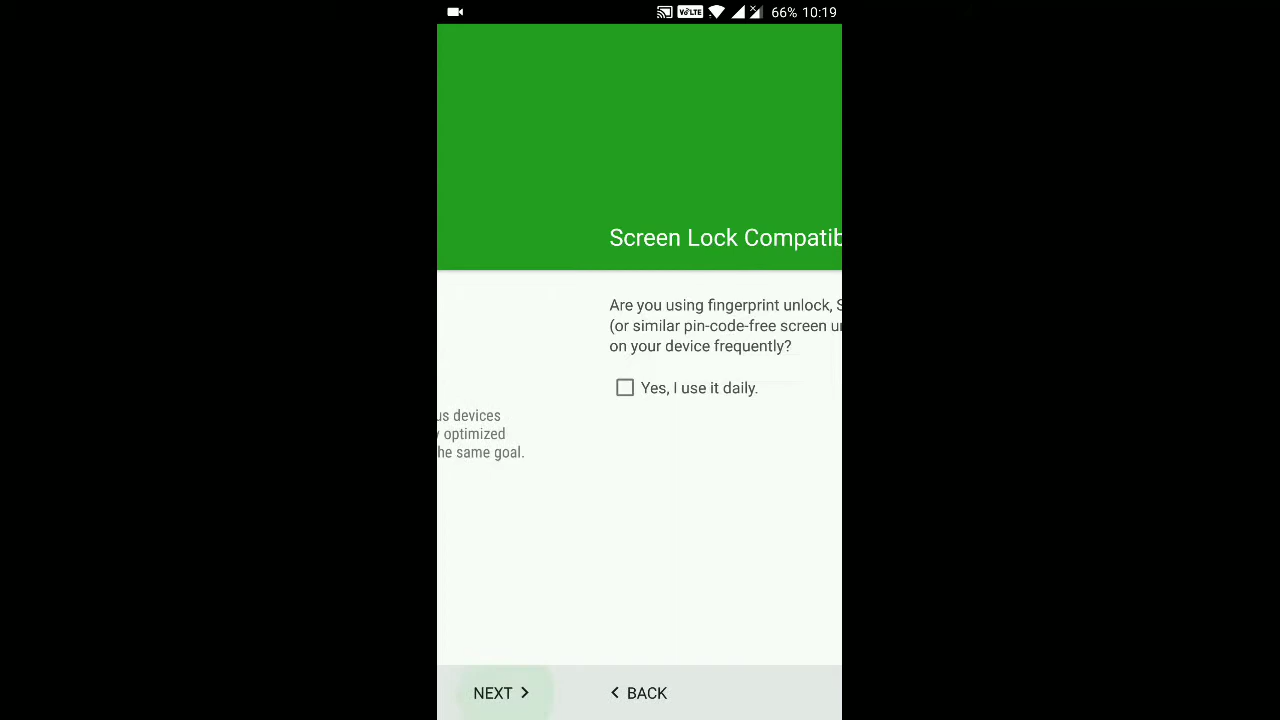 VoLTE 66% 10:19
Screen Lock Compatib
Are you using fingerprint unlock, S
(or similar pin-code-free screen u
on your device frequently?
Yes, I use it daily.
us devices
optimized
he same goal.
NEXT
BACK